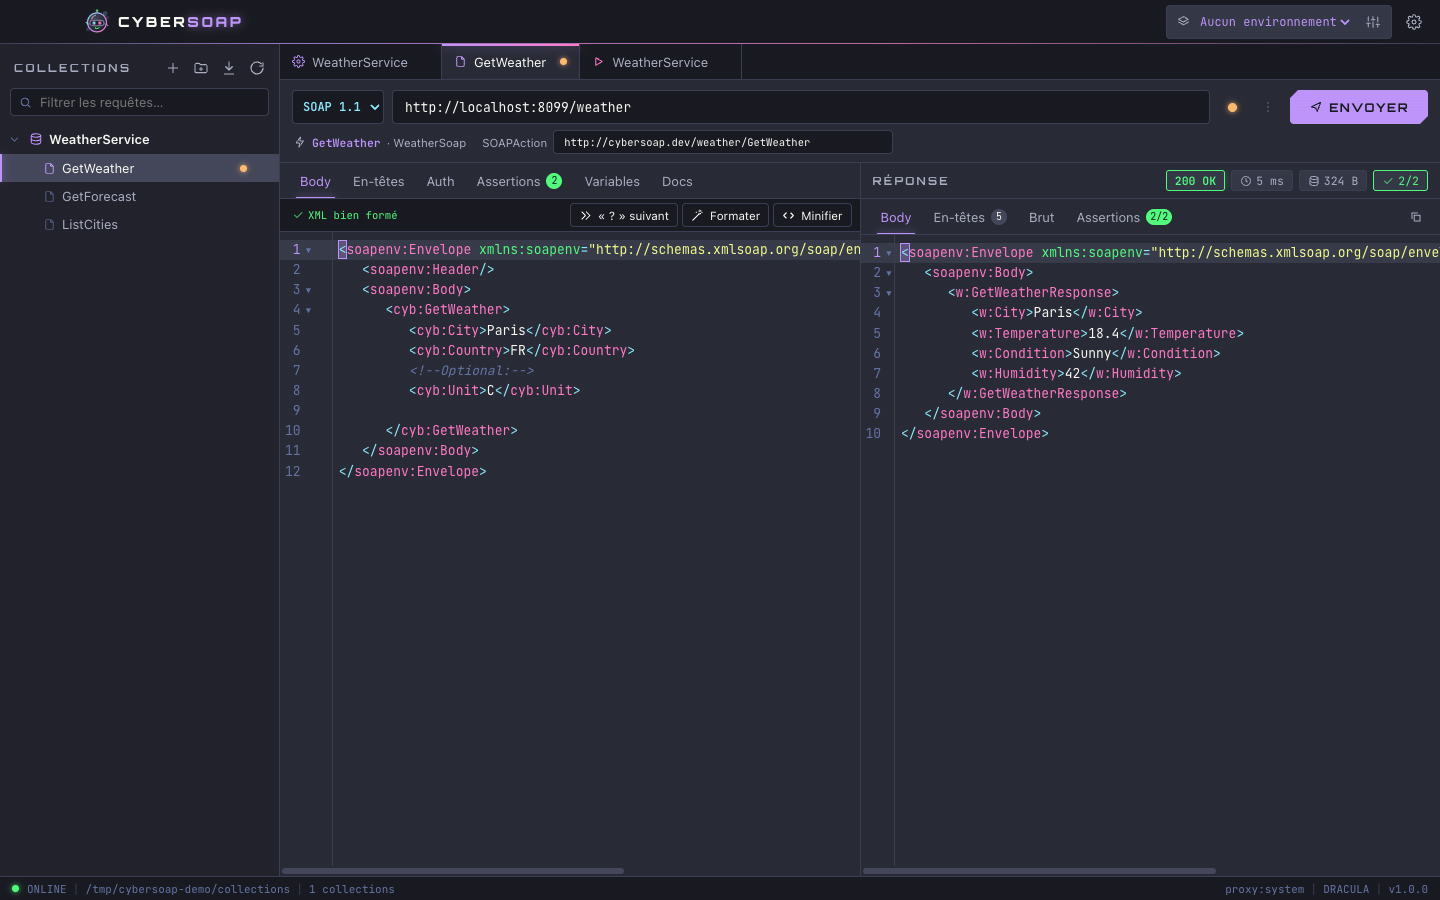 CYBERSOAP
Aucun environnement
COLLECTIONS
Filtrer les requêtes...
WeatherService
GetWeather
GetForecast
ListCities
WeatherService
GetWeather
WeatherService
SOAP 1.1
http://localhost:8099/weather
ENVOYER
GetWeather · WeatherSoap SOAPAction http://cybersoap.dev/weather/GetWeather
Body En-têtes Auth Assertions 2 Variables Docs
XML bien formé
« ? » suivant
Formater
Minifier
1 <soapenv:Envelope xmlns:soapenv="http://schemas.xmlsoap.org/soap/en
2 <soapenv:Header/>
3 <soapenv:Body>
4 <cyb:GetWeather>
5 <cyb:City>Paris</cyb:City>
6 <cyb:Country>FR</cyb:Country>
7 <!--Optional:-->
8 <cyb:Unit>C</cyb:Unit>
9
10 </cyb:GetWeather>
11 </soapenv:Body>
12 </soapenv:Envelope>
RÉPONSE
200 OK
5 ms
324 B
2/2
Body En-têtes 5 Brut Assertions 2/2
1 <soapenv:Envelope xmlns:soapenv="http://schemas.xmlsoap.org/soap/enve
2 <soapenv:Body>
3 <w:GetWeatherResponse>
4 <w:City>Paris</w:City>
5 <w:Temperature>18.4</w:Temperature>
6 <w:Condition>Sunny</w:Condition>
7 <w:Humidity>42</w:Humidity>
8 </w:GetWeatherResponse>
9 </soapenv:Body>
10 </soapenv:Envelope>
ONLINE | /tmp/cybersoap-demo/collections | 1 collections
proxy:system | DRACULA | v1.0.0